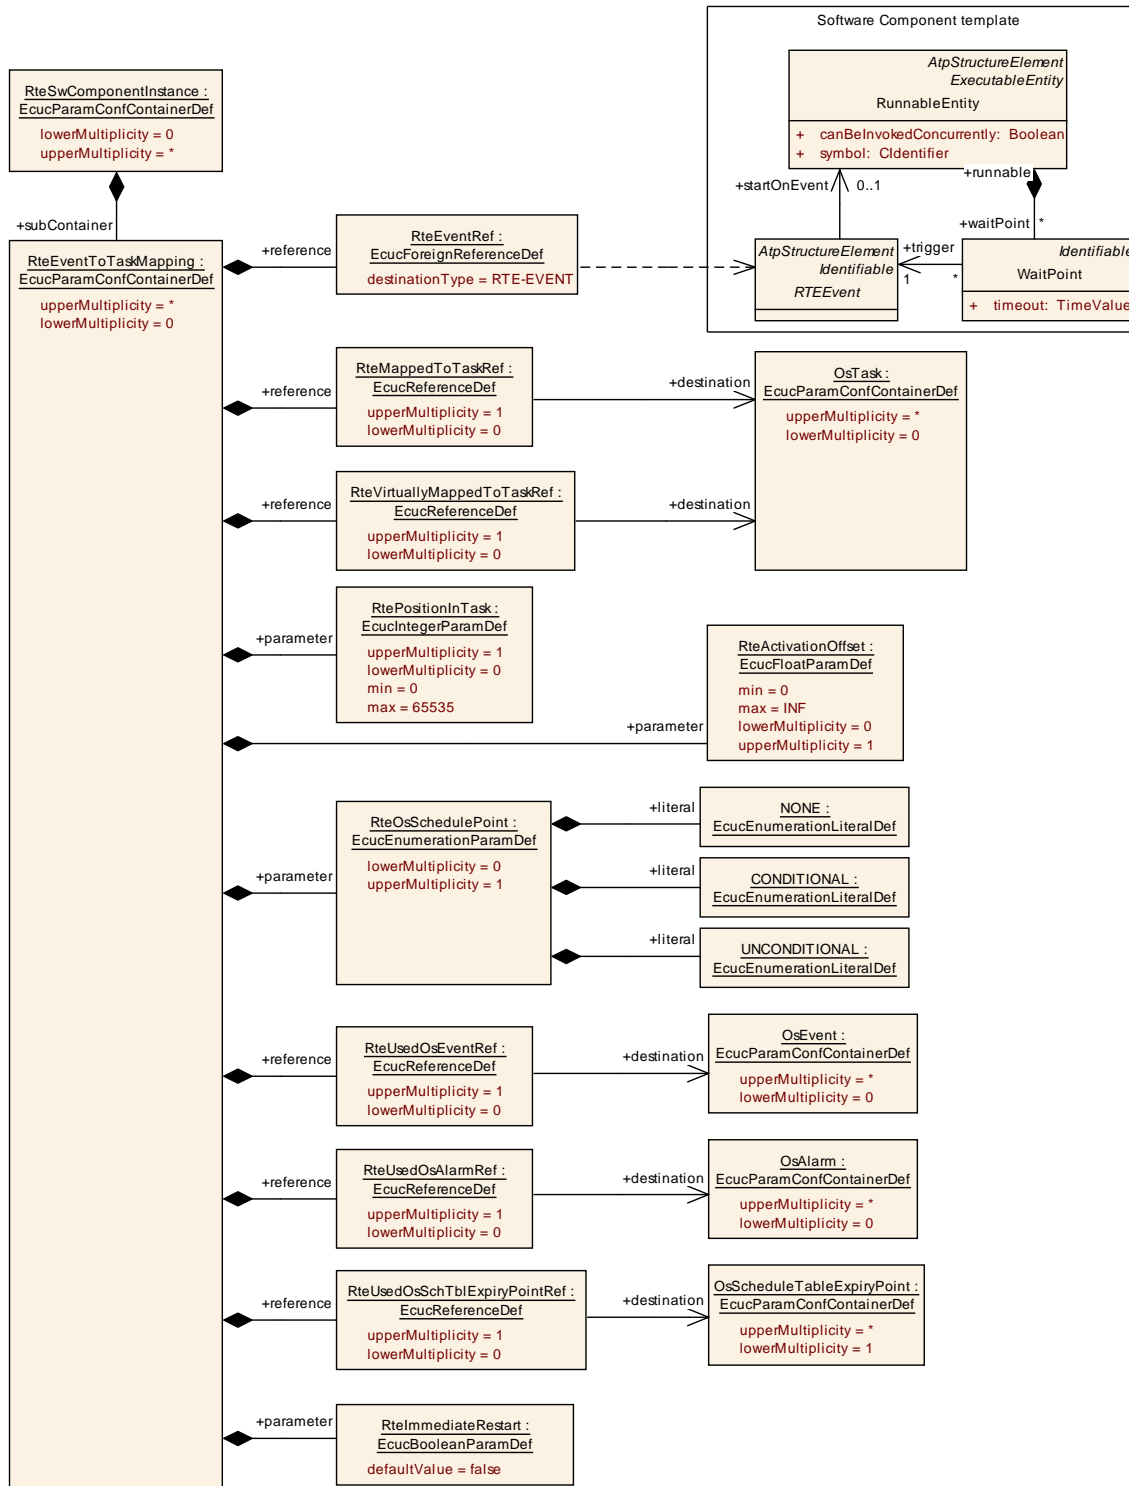 Software Component template
AtpStructureElement
ExecutableEntity
RunnableEntity
+ canBeInvokedConcurrently: Boolean
+ symbol: CIdentifier
RteSwComponentInstance :
EcucParamConfContainerDef
lowerMultiplicity = 0
upperMultiplicity = *
+startOnEvent
0..1
+runnable
+subContainer
+waitPoint
*
RteEventToTaskMapping :
EcucParamConfContainerDef
upperMultiplicity = *
lowerMultiplicity = 0
+reference
RteEventRef :
EcucForeignReferenceDef
destinationType = RTE-EVENT
AtpStructureElement
Identifiable
RTEEvent
+trigger
1
*
Identifiable
WaitPoint
+ timeout: TimeValue
+reference
RteMappedToTaskRef :
EcucReferenceDef
upperMultiplicity = 1
lowerMultiplicity = 0
+destination
OsTask :
EcucParamConfContainerDef
upperMultiplicity = *
lowerMultiplicity = 0
+reference
RteVirtuallyMappedToTaskRef :
EcucReferenceDef
upperMultiplicity = 1
lowerMultiplicity = 0
+destination
+parameter
RtePositionInTask :
EcucIntegerParamDef
upperMultiplicity = 1
lowerMultiplicity = 0
min = 0
max = 65535
+parameter
RteActivationOffset :
EcucFloatParamDef
min = 0
max = INF
lowerMultiplicity = 0
upperMultiplicity = 1
+parameter
RteOsSchedulePoint :
EcucEnumerationParamDef
lowerMultiplicity = 0
upperMultiplicity = 1
+literal
NONE :
EcucEnumerationLiteralDef
+literal
CONDITIONAL :
EcucEnumerationLiteralDef
+literal
UNCONDITIONAL :
EcucEnumerationLiteralDef
+reference
RteUsedOsEventRef :
EcucReferenceDef
upperMultiplicity = 1
lowerMultiplicity = 0
+destination
OsEvent :
EcucParamConfContainerDef
upperMultiplicity = *
lowerMultiplicity = 0
+reference
RteUsedOsAlarmRef :
EcucReferenceDef
upperMultiplicity = 1
lowerMultiplicity = 0
+destination
OsAlarm :
EcucParamConfContainerDef
upperMultiplicity = *
lowerMultiplicity = 0
+reference
RteUsedOsSchTblExpiryPointRef :
EcucReferenceDef
upperMultiplicity = 1
lowerMultiplicity = 0
+destination
OsScheduleTableExpiryPoint :
EcucParamConfContainerDef
upperMultiplicity = *
lowerMultiplicity = 1
+parameter
RteImmediateRestart :
EcucBooleanParamDef
defaultValue = false